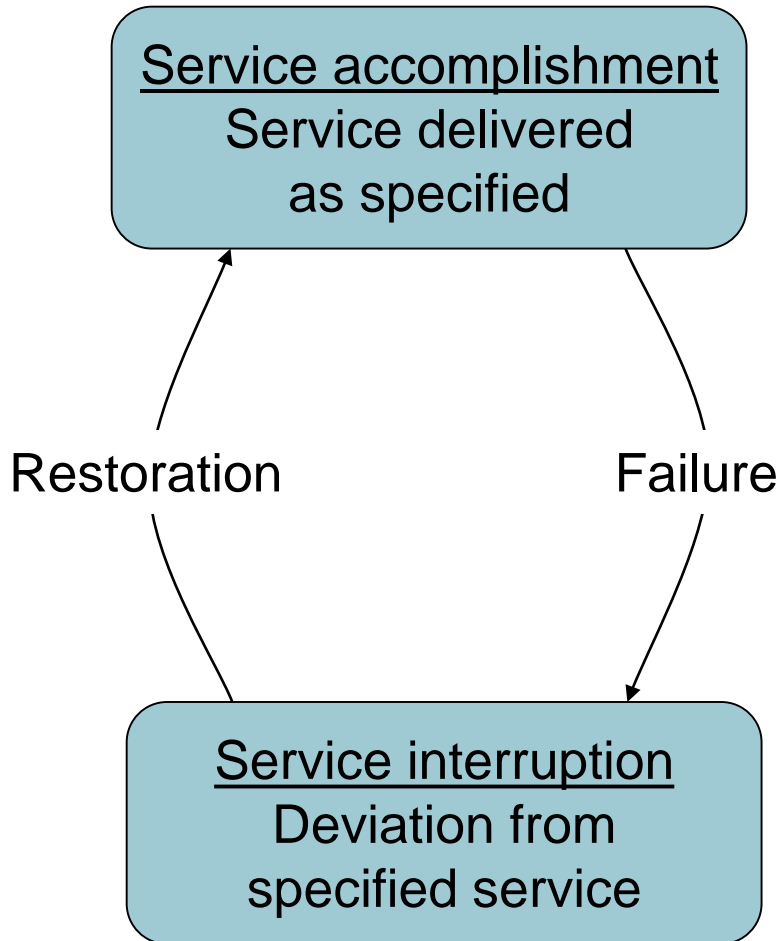 Service accomplishment
Service delivered
as specified
Restoration
Failure
Service interruption
Deviation from
specified service